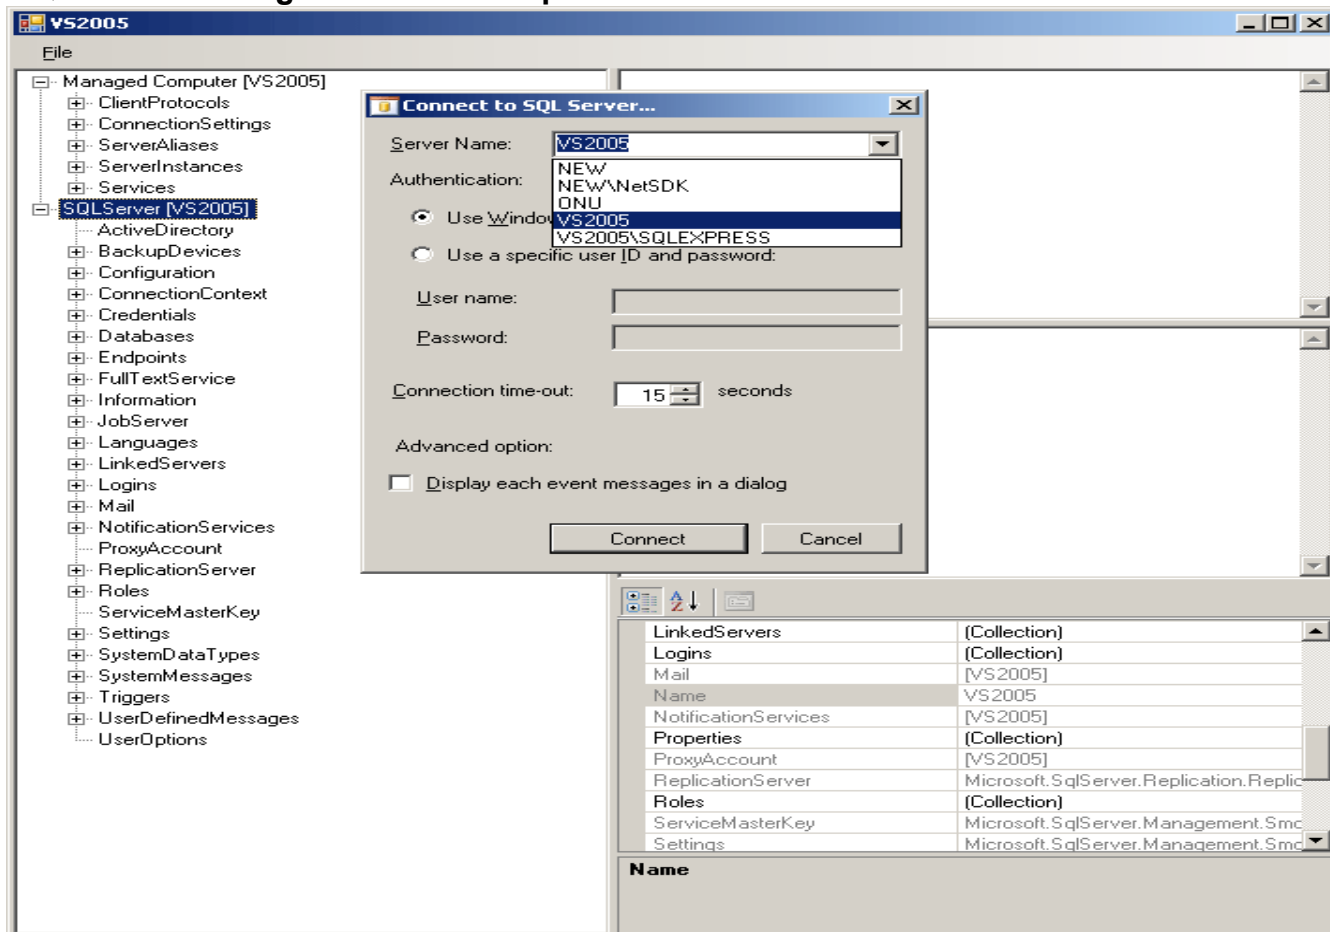 VS2005
File
Managed Computer [VS2005]
ClientProtocols
ConnectionSettings
ServerAliases
ServerInstances
Services
SQLServer [VS2005]
ActiveDirectory
BackupDevices
Configuration
ConnectionContext
Credentials
Databases
Endpoints
FullTextService
Information
JobServer
Languages
LinkedServers
Logins
Mail
NotificationServices
ProxyAccount
ReplicationServer
Roles
ServiceMasterKey
Settings
SystemDataTypes
SystemMessages
Triggers
UserDefinedMessages
UserOptions
Connect to SQL Server...
Server Name: VS2005
NEW
NEW\NetSDK
ONU
VS2005
VS2005\SQLEXPRESS
Authentication:
Use Windo
Use a specific user ID and password:
User name:
Password:
Connection time-out: 15 seconds
Advanced option:
Display each event messages in a dialog
Connect Cancel
LinkedServers (Collection)
Logins (Collection)
Mail [VS2005]
Name VS2005
NotificationServices [VS2005]
Properties (Collection)
ProxyAccount [VS2005]
ReplicationServer Microsoft.SqlServer.Replication.Replic
Roles (Collection)
ServiceMasterKey Microsoft.SqlServer.Management.Smo
Settings Microsoft.SqlServer.Management.Smo
Name